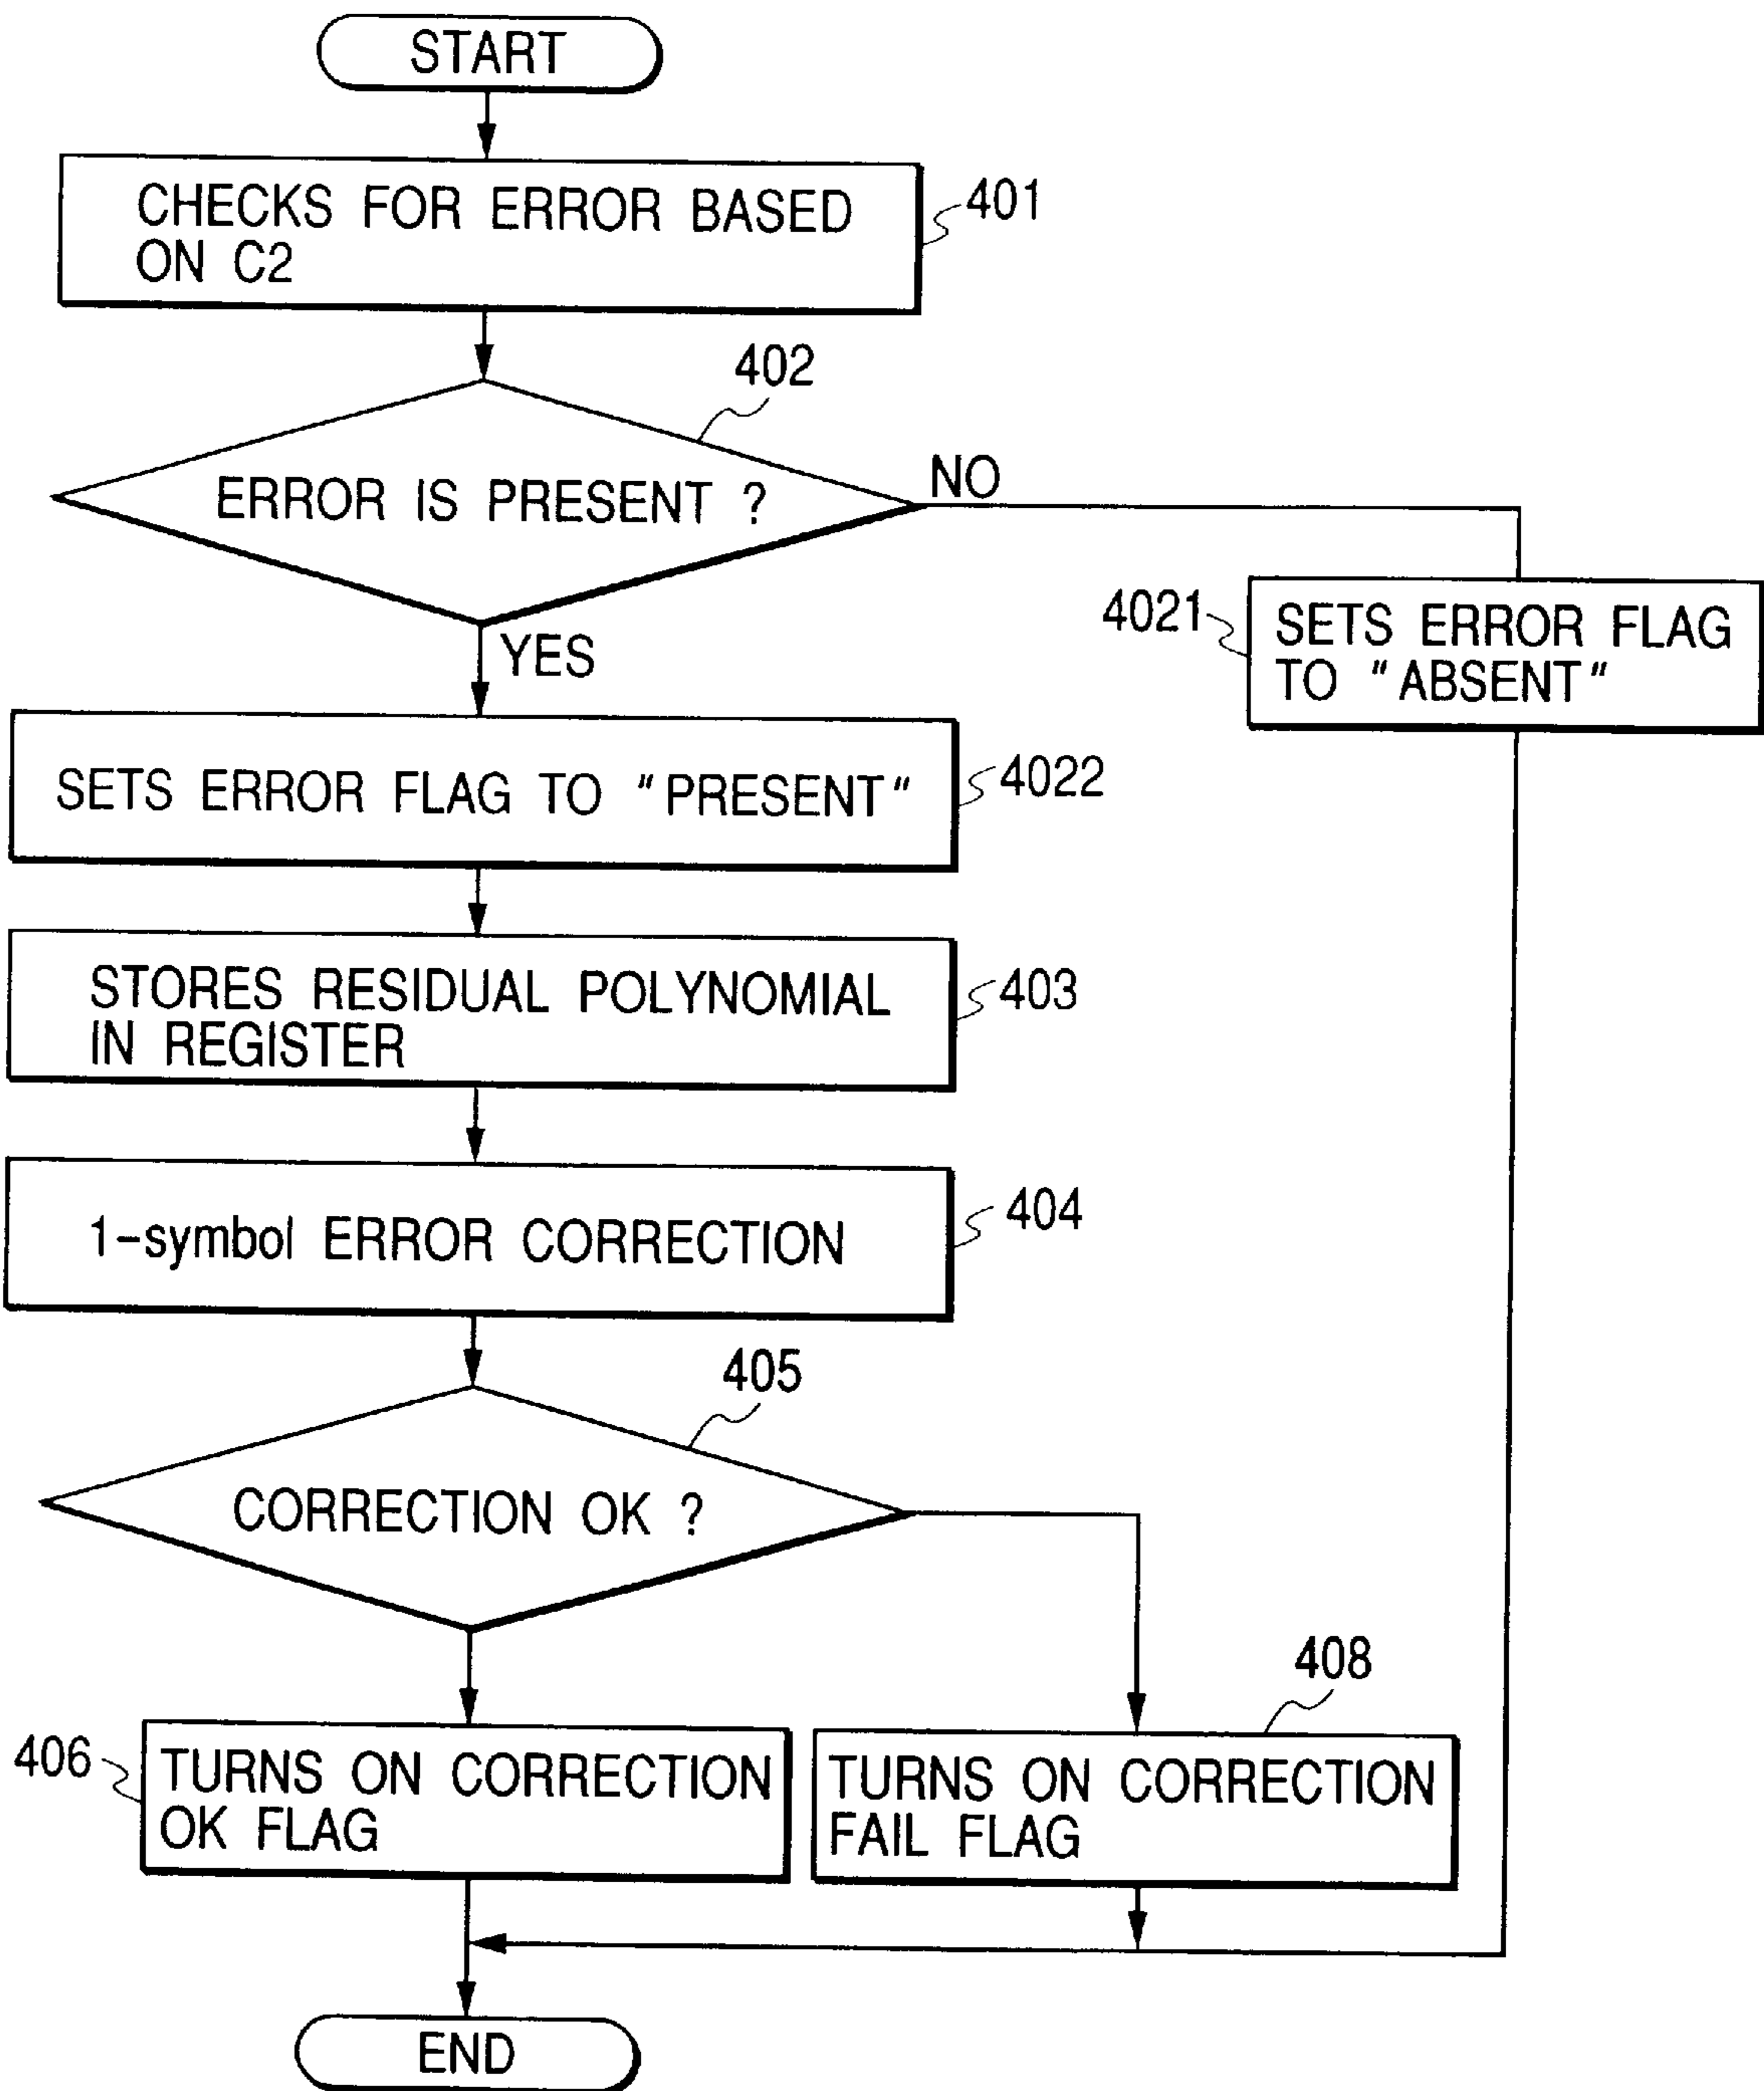 START
CHECKS FOR ERROR BASED
ON C2
401
402
ERROR IS PRESENT ?
NO
YES
4021
SETS ERROR FLAG
TO "ABSENT"
SETS ERROR FLAG TO "PRESENT"
4022
STORES RESIDUAL POLYNOMIAL
IN REGISTER
403
1-symbol ERROR CORRECTION
404
405
CORRECTION OK ?
406
TURNS ON CORRECTION
OK FLAG
408
TURNS ON CORRECTION
FAIL FLAG
END